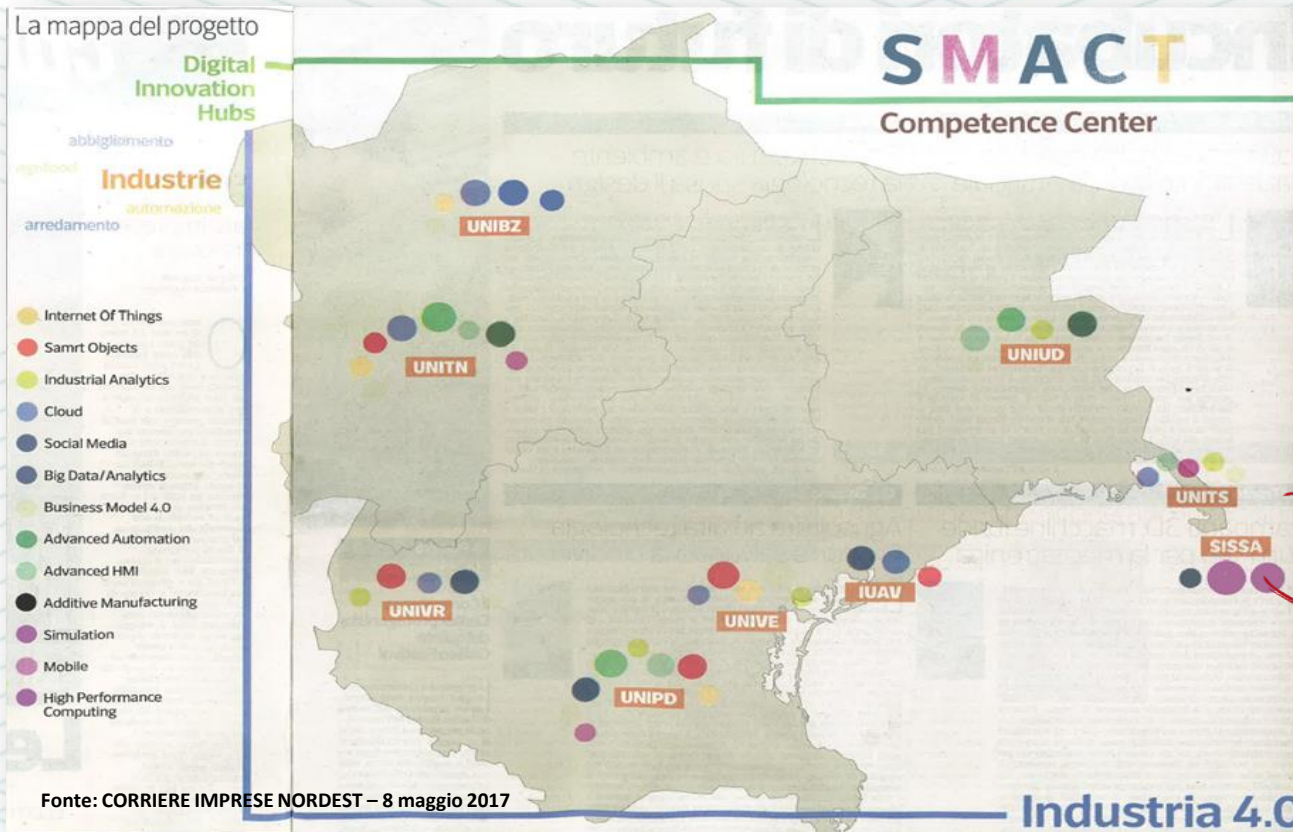 La mappa del progetto
Digital
Innovation
Hubs
abbigliamento
agrifood
Industrie
automazione
arredamento
SMACT
Competence Center
Internet Of Things
Samrt Objects
Industrial Analytics
Cloud
Social Media
Big Data/Analytics
Business Model 4.0
Advanced Automation
Advanced HMI
Additive Manufacturing
Simulation
Mobile
High Performance
Computing
UNIBZ
UNITN
UNIUD
UNITS
SISSA
UNIVR
UNIVE
IUAV
UNIPD
Fonte: CORRIERE IMPRESE NORDEST – 8 maggio 2017
Industria 4.0